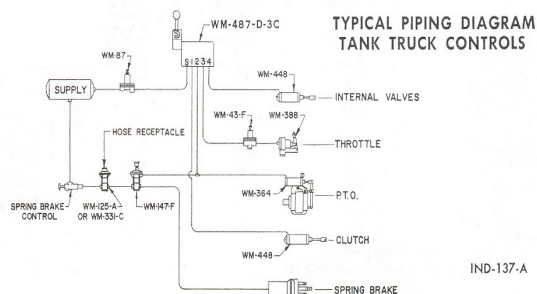 TYPICAL PIPING DIAGRAM
TANK TRUCK CONTROLS
WM-487-D-3C
WM-87
S1234
SUPPLY
WM-448
INTERNAL VALVES
WM-43-F
WM-388
THROTTLE
HOSE RECEPTACLE
WM-364
P.T.O.
SPRING BRAKE
CONTROL
WM-125-A
OR WM-331-C
WM-147-F
CLUTCH
WM-448
IND-137-A
SPRING BRAKE